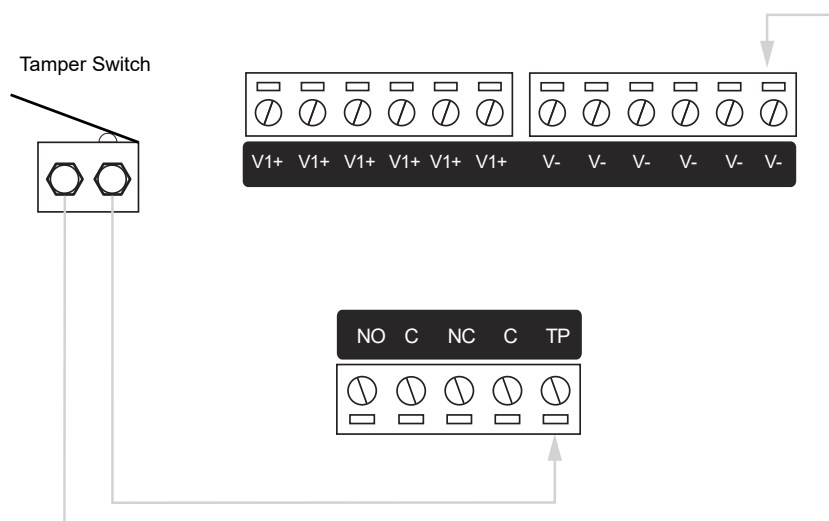 Tamper Switch
V1+ V1+ V1+ V1+ V1+ V1+ V- V- V- V- V- V-
NO C NC C TP